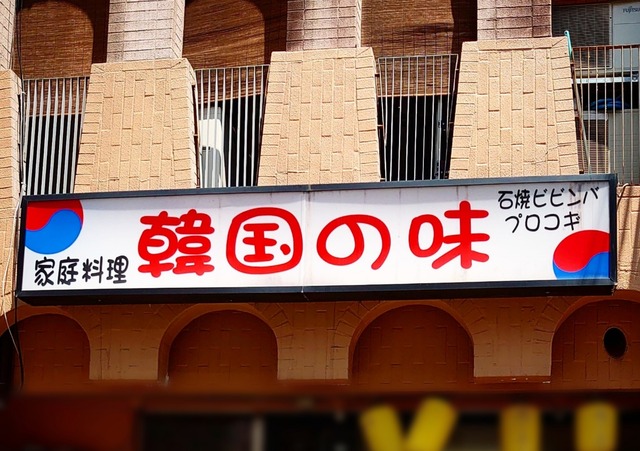 韓国の味
家庭料理
石焼ビビンバ
プロコギ